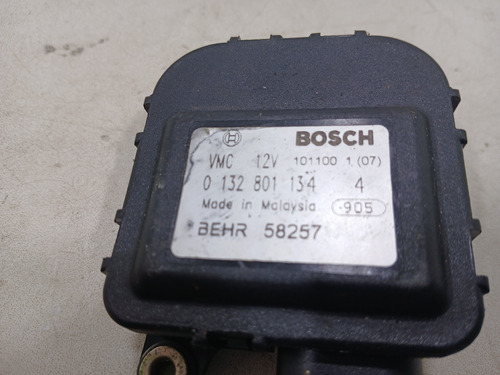 BOSCH
VMC 12V 101100 1 (07)
0 132 801 134 4
Made in Malaysia -905
BEHR 58257